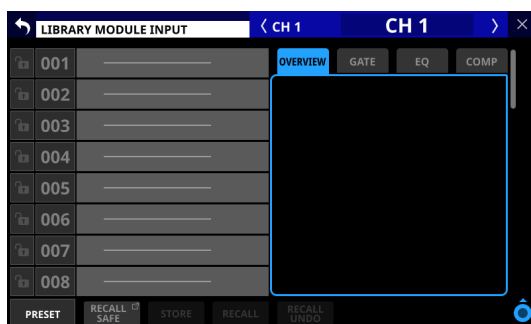 LIBRARY MODULE INPUT
CH 1
CH 1
OVERVIEW GATE EQ COMP
001
002
003
004
005
006
007
008
PRESET
RECALL
SAFE
STORE
RECALL
RECALL
UNDO